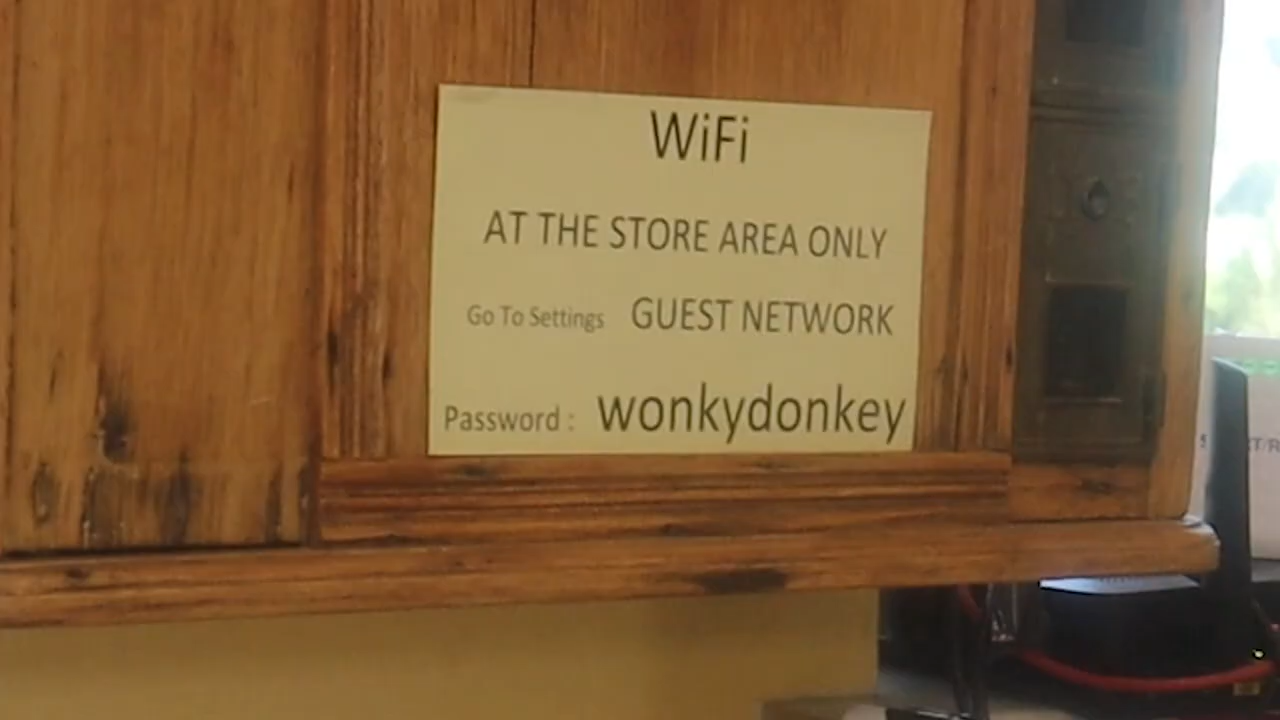 WiFi
AT THE STORE AREA ONLY
Go To Settings GUEST NETWORK
Password : wonkydonkey